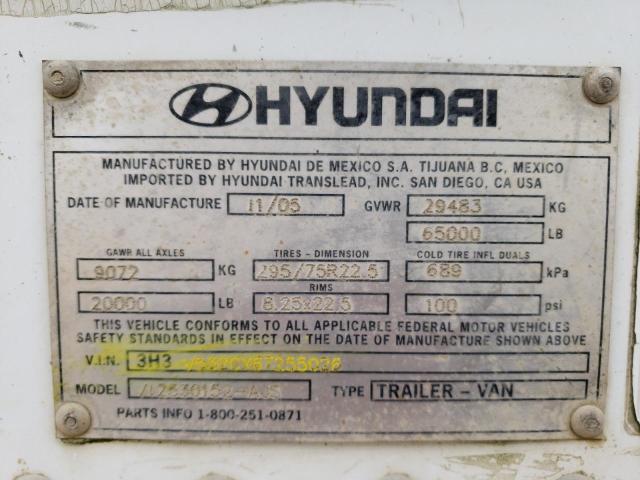 HYUNDAI
MANUFACTURED BY HYUNDAI DE MEXICO S.A. TIJUANA B.C, MEXICO
IMPORTED BY HYUNDAI TRANSLEAD, INC. SAN DIEGO, CA USA
DATE OF MANUFACTURE 11/05 GVWR 29483 KG
65000 LB
GAWR ALL AXLES TIRES - DIMENSION COLD TIRE INFL DUALS
9072 KG 295/75R22.5 689 kPa
RIMS
20000 LB 8.25x22.5 100 psi
THIS VEHICLE CONFORMS TO ALL APPLICABLE FEDERAL MOTOR VEHICLES
SAFETY STANDARDS IN EFFECT ON THE DATE OF MANUFACTURE SHOWN ABOVE
V.I.N. 3H3
MODEL TYPE TRAILER - VAN
PARTS INFO 1-800-251-0871